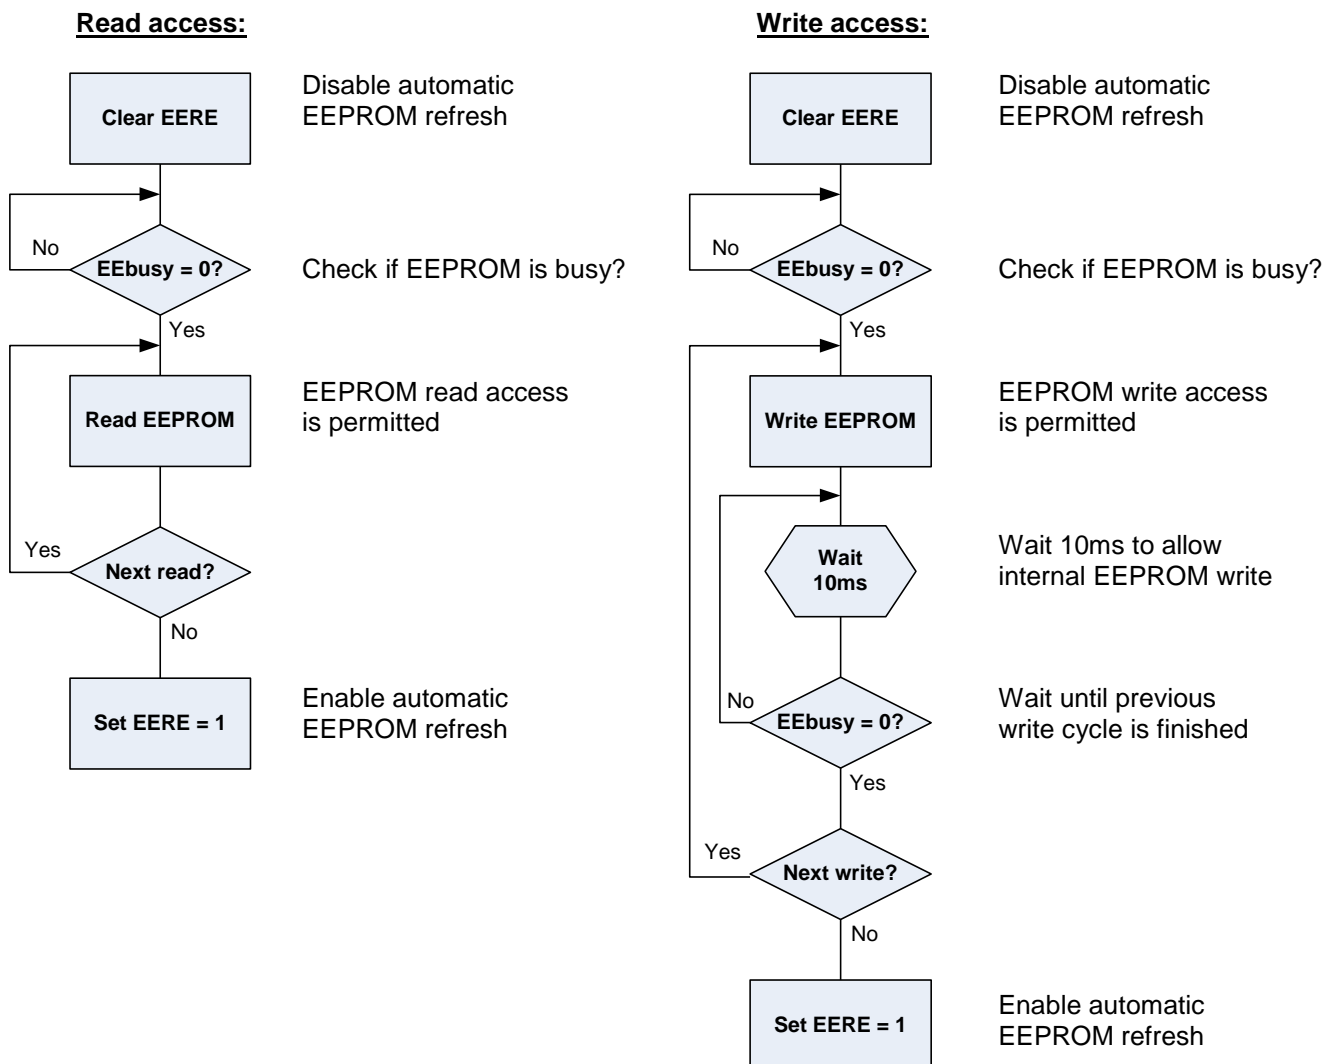 Read access:
Clear EERE
Disable automatic
EEPROM refresh
No
EEbusy = 0?
Check if EEPROM is busy?
Yes
Read EEPROM
EEPROM read access
is permitted
Yes
Next read?
No
Set EERE = 1
Enable automatic
EEPROM refresh
Write access:
Clear EERE
Disable automatic
EEPROM refresh
No
EEbusy = 0?
Check if EEPROM is busy?
Yes
Write EEPROM
EEPROM write access
is permitted
Wait
10ms
Wait 10ms to allow
internal EEPROM write
No
EEbusy = 0?
Wait until previous
write cycle is finished
Yes
Yes
Next write?
No
Set EERE = 1
Enable automatic
EEPROM refresh